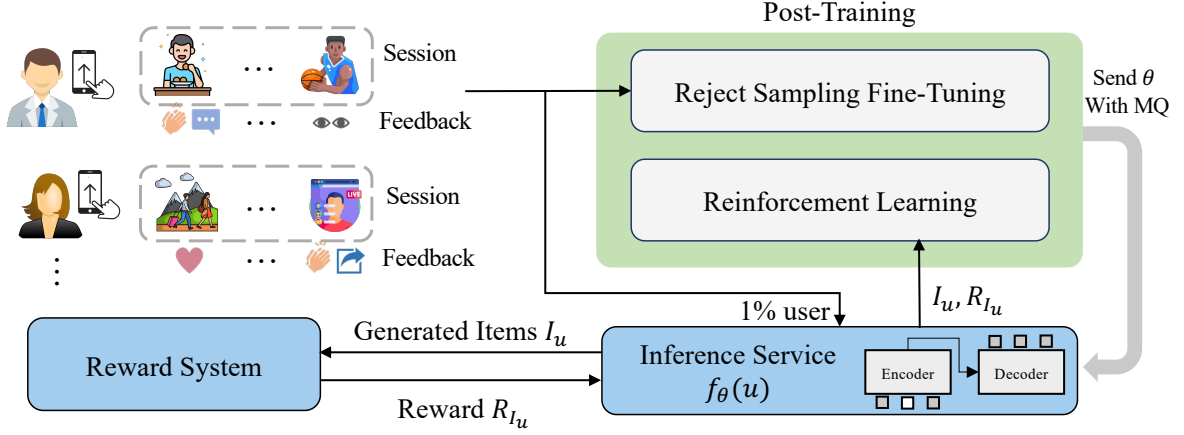 Post-Training
Session
Feedback
Reject Sampling Fine-Tuning
Send θ
With MQ
Session
Feedback
LIVE
Reinforcement Learning
1% user
I_u, R_{I_u}
Generated Items I_u
Reward System
Reward R_{I_u}
Inference Service
f_θ(u)
Encoder
Decoder